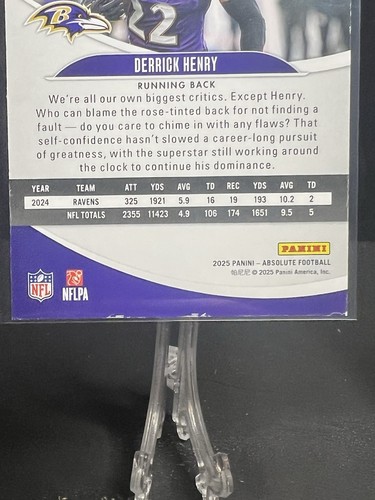 B
22
DERRICK HENRY
RUNNING BACK
We're all our own biggest critics. Except Henry.
Who can blame the rose-tinted back for not finding a
fault — do you care to chime in with any flaws? That
self-confidence hasn't slowed a career-long pursuit
of greatness, with the superstar still working around
the clock to continue his dominance.
YEAR TEAM ATT YDS AVG TD REC YDS AVG TD
2024 RAVENS 325 1921 5.9 16 19 193 10.2 2
NFL TOTALS 2355 11423 4.9 106 174 1651 9.5 5
PANINI
2025 PANINI – ABSOLUTE FOOTBALL
帕尼尼 © 2025 Panini America, Inc.
NFL NFLPA